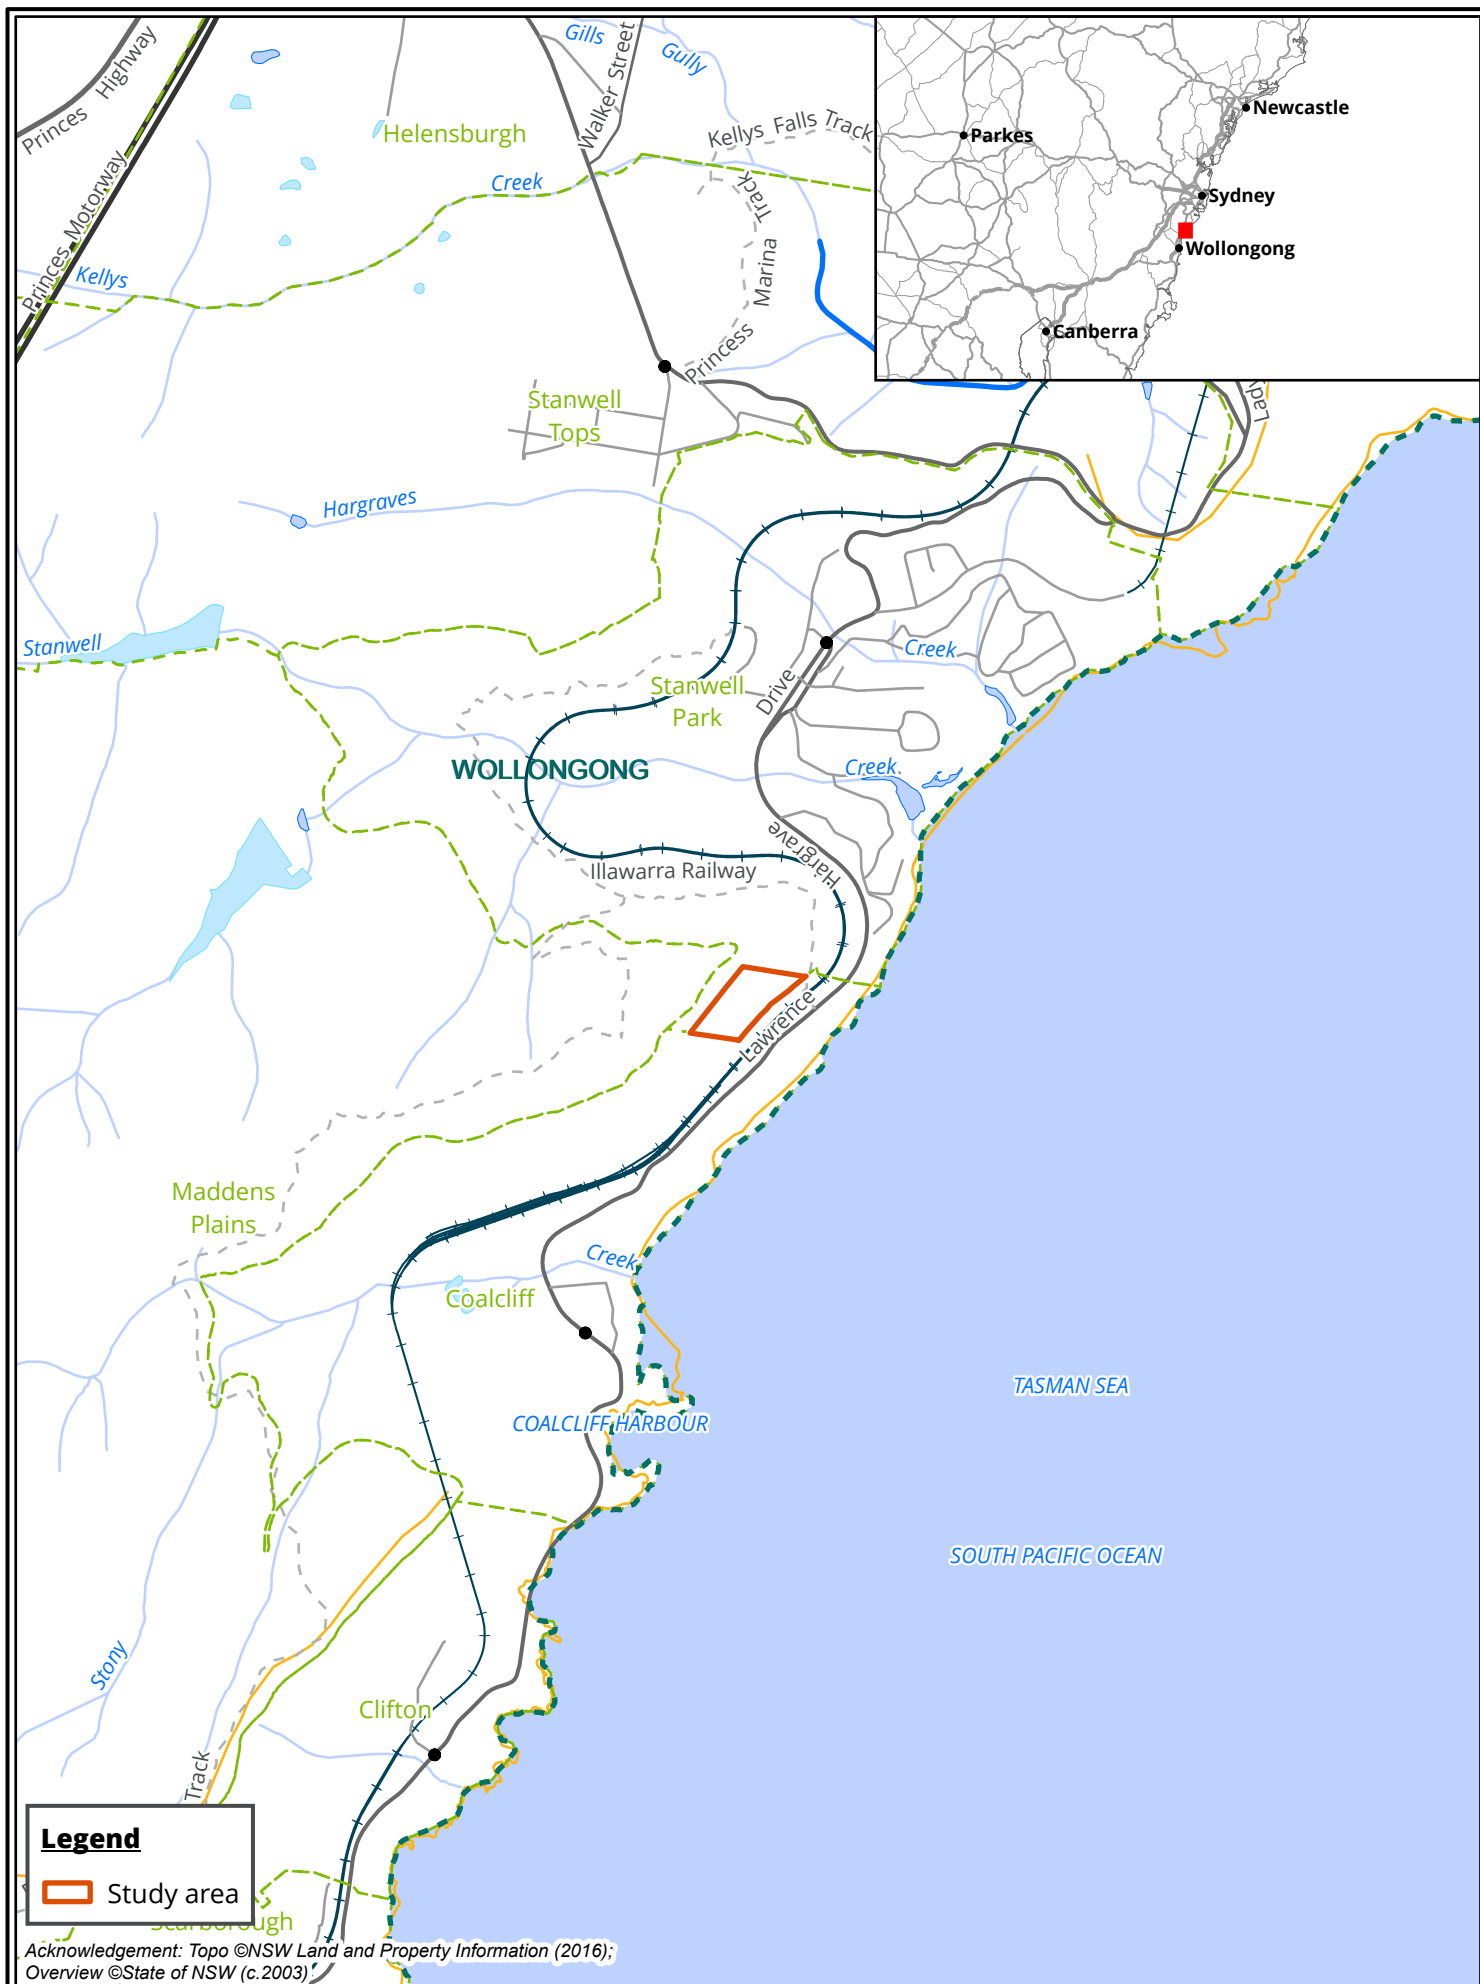 Princes Highway
Gills
Gully
Walker Street
Helensburgh
Kellys Falls Track
Creek
Princes Motorway
Kellys
Princess Marina Track
Newcastle
Parkes
Sydney
Wollongong
Canberra
Lady
Stanwell
Tops
Hargraves
Stanwell
Creek
Stanwell
Park
Drive
WOLLONGONG
Creek
Hargrave
Illawarra Railway
Lawrence
Maddens
Plains
Creek
Coalcliff
TASMAN SEA
COALCLIFF HARBOUR
SOUTH PACIFIC OCEAN
Stony
Clifton
Track
Legend
Study area
Scarborough
Acknowledgement: Topo ©NSW Land and Property Information (2016);
Overview ©State of NSW (c.2003)